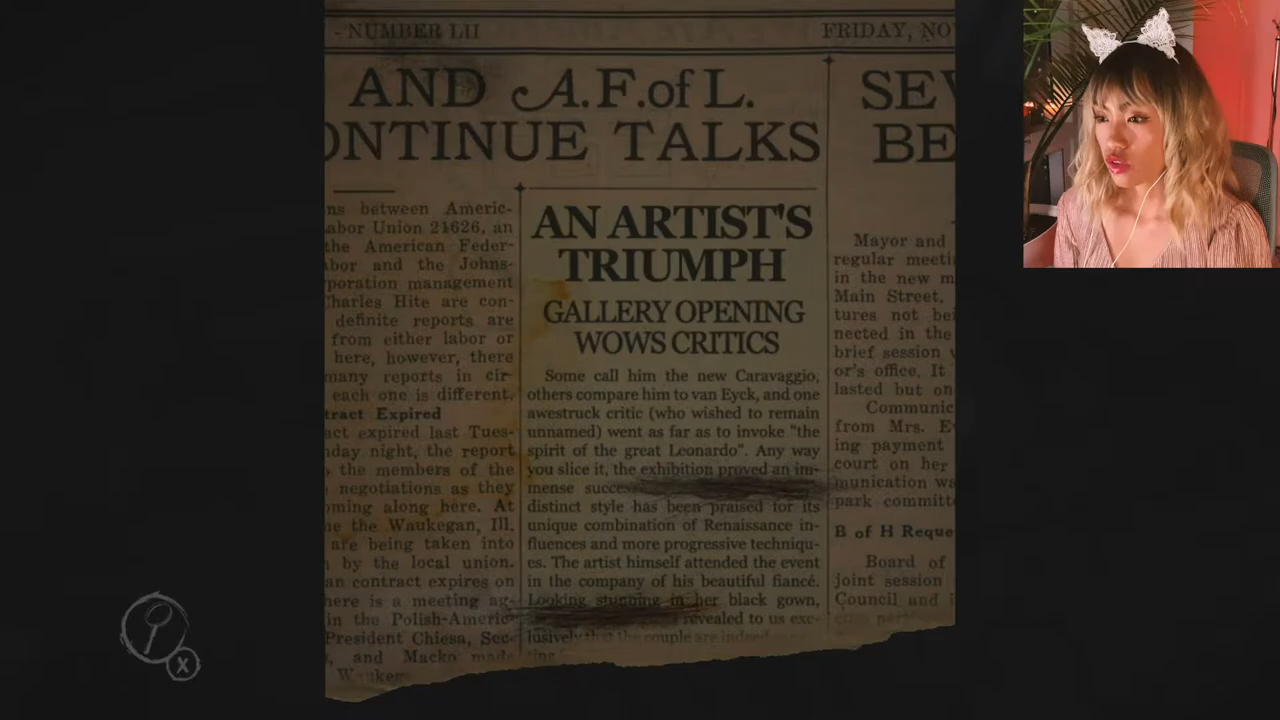 - NUMBER LII
FRIDAY, NO
AND A.F.of L.
ONTINUE TALKS
ns between Americ-
abor Union 21626, an
the American Feder-
bor and the Johns-
poration management
Charles Hite are con-
definite reports are
from either labor or
here, however, there
many reports in cir-
each one is different.
tract Expired
act expired last Tues-
day night, the report
the members of the
negotiations as they
oming along here. At
e the Waukegan, Ill.
are being taken into
by the local union.
an contract expires on
here is a meeting ag-
in the Polish-Americ-
President Chiesa, Sec-
, and Macko made
AN ARTIST'S
TRIUMPH
GALLERY OPENING
WOWS CRITICS
Some call him the new Caravaggio,
others compare him to van Eyck, and one
awestruck critic (who wished to remain
unnamed) went as far as to invoke "the
spirit of the great Leonardo". Any way
you slice it, the exhibition proved an im-
mense succes
distinct style has been praised for its
unique combination of Renaissance in-
fluences and more progressive techniqu-
es. The artist himself attended the event
in the company of his beautiful fiancé.
Looking stunning in her black gown,
revealed to us exc-
lusively that the couple are indeed
ting
SEV
BE
Mayor and
regular meeti
in the new m
Main Street.
tures not bei
nected in the
brief session
or's office. It
lasted but on
Communic
from Mrs. E
ing payment
court on her
munication wa
park committ
B of H Reque
Board of
joint session
Council and
X